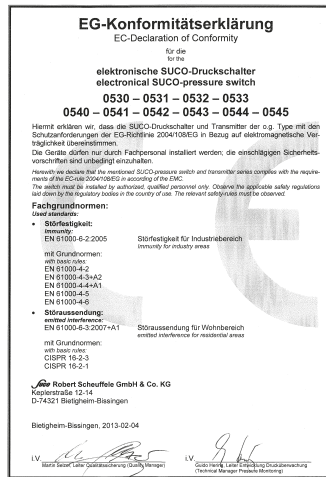 EG-Konformitätserklärung
EC-Declaration of Conformity
für die
for the
elektronische SUCO-Druckschalter
electronical SUCO-pressure switch
0530 – 0531 – 0532 – 0533
0540 – 0541 – 0542 – 0543 – 0544 – 0545
Hiermit erklären wir, dass die SUCO-Druckschalter und Transmitter der o.g. Type mit den
Schutzanforderungen der EG-Richtlinie 2004/108/EG in Bezug auf elektromagnetische Ver-
träglichkeit übereinstimmen.
Die Geräte dürfen nur durch Fachpersonal installiert werden; die einschlägigen Sicherheits-
vorschriften sind unbedingt einzuhalten.
Herewith we declare that the mentioned SUCO-pressure switch and transmitter series complies with the require-
ments of the EC-rule 2004/108/EG in according of the EMC.
The switch must be installed by authorized, qualified personnel only. Observe the applicable safety regulations
laid down by the regulatory bodies in the country of use. The relevant safety-rules must be observed.
Fachgrundnormen:
Used standards:
• Störfestigkeit:
Immunity:
EN 61000-6-2:2005 Störfestigkeit für Industriebereich
Immunity for industry areas
mit Grundnormen:
with basic rules:
EN 61000-4-2
EN 61000-4-3+A2
EN 61000-4-4+A1
EN 61000-4-5
EN 61000-4-6
• Störaussendung:
emitted interference:
EN 61000-6-3:2007+A1 Störaussendung für Wohnbereich
emitted interference for residential areas
mit Grundnormen:
with basic rules:
CISPR 16-2-3
CISPR 16-2-1
suco Robert Scheuffele GmbH & Co. KG
Keplerstraße 12-14
D-74321 Bietigheim-Bissingen
Bietigheim-Bissingen, 2013-02-04
i.V. i.V.
Martin Seizer, Leiter Qualitätssicherung (Quality Manager) Guido Hennig, Leiter Entwicklung Drucküberwachung
(Technical Manager Pressure Monitoring)